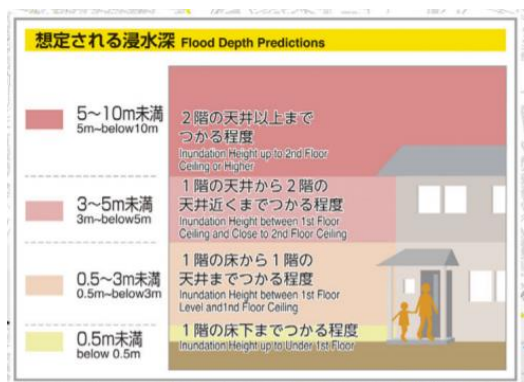 想定される浸水深 Flood Depth Predictions
5～10m未満
5m~below10m
2階の天井以上まで
つかる程度
Inundation Height up to 2nd Floor
Ceiling or Higher
3～5m未満
3m~below5m
1階の天井から2階の
天井近くまでつかる程度
Inundation Height between 1st Floor
Ceiling and Close to 2nd Floor Ceiling
0.5～3m未満
0.5m~below3m
1階の床から1階の
天井までつかる程度
Inundation Height between 1st Floor
Level and1nd Floor Ceiling
0.5m未満
below 0.5m
1階の床下までつかる程度
Inundation Height up to Under 1st Floor